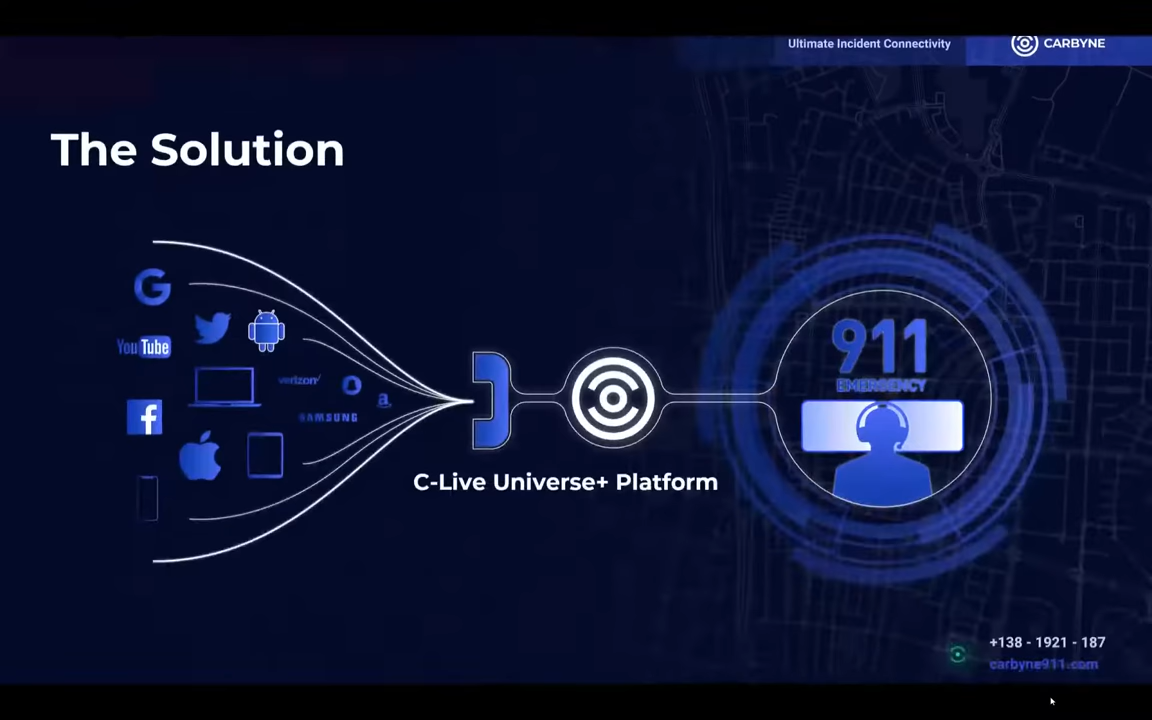 Ultimate Incident Connectivity
CARBYNE
The Solution
G
YouTube
verizon
f
a
SAMSUNG
911
EMERGENCY
C-Live Universe+ Platform
+138 - 1921 - 187
carbyne911.com